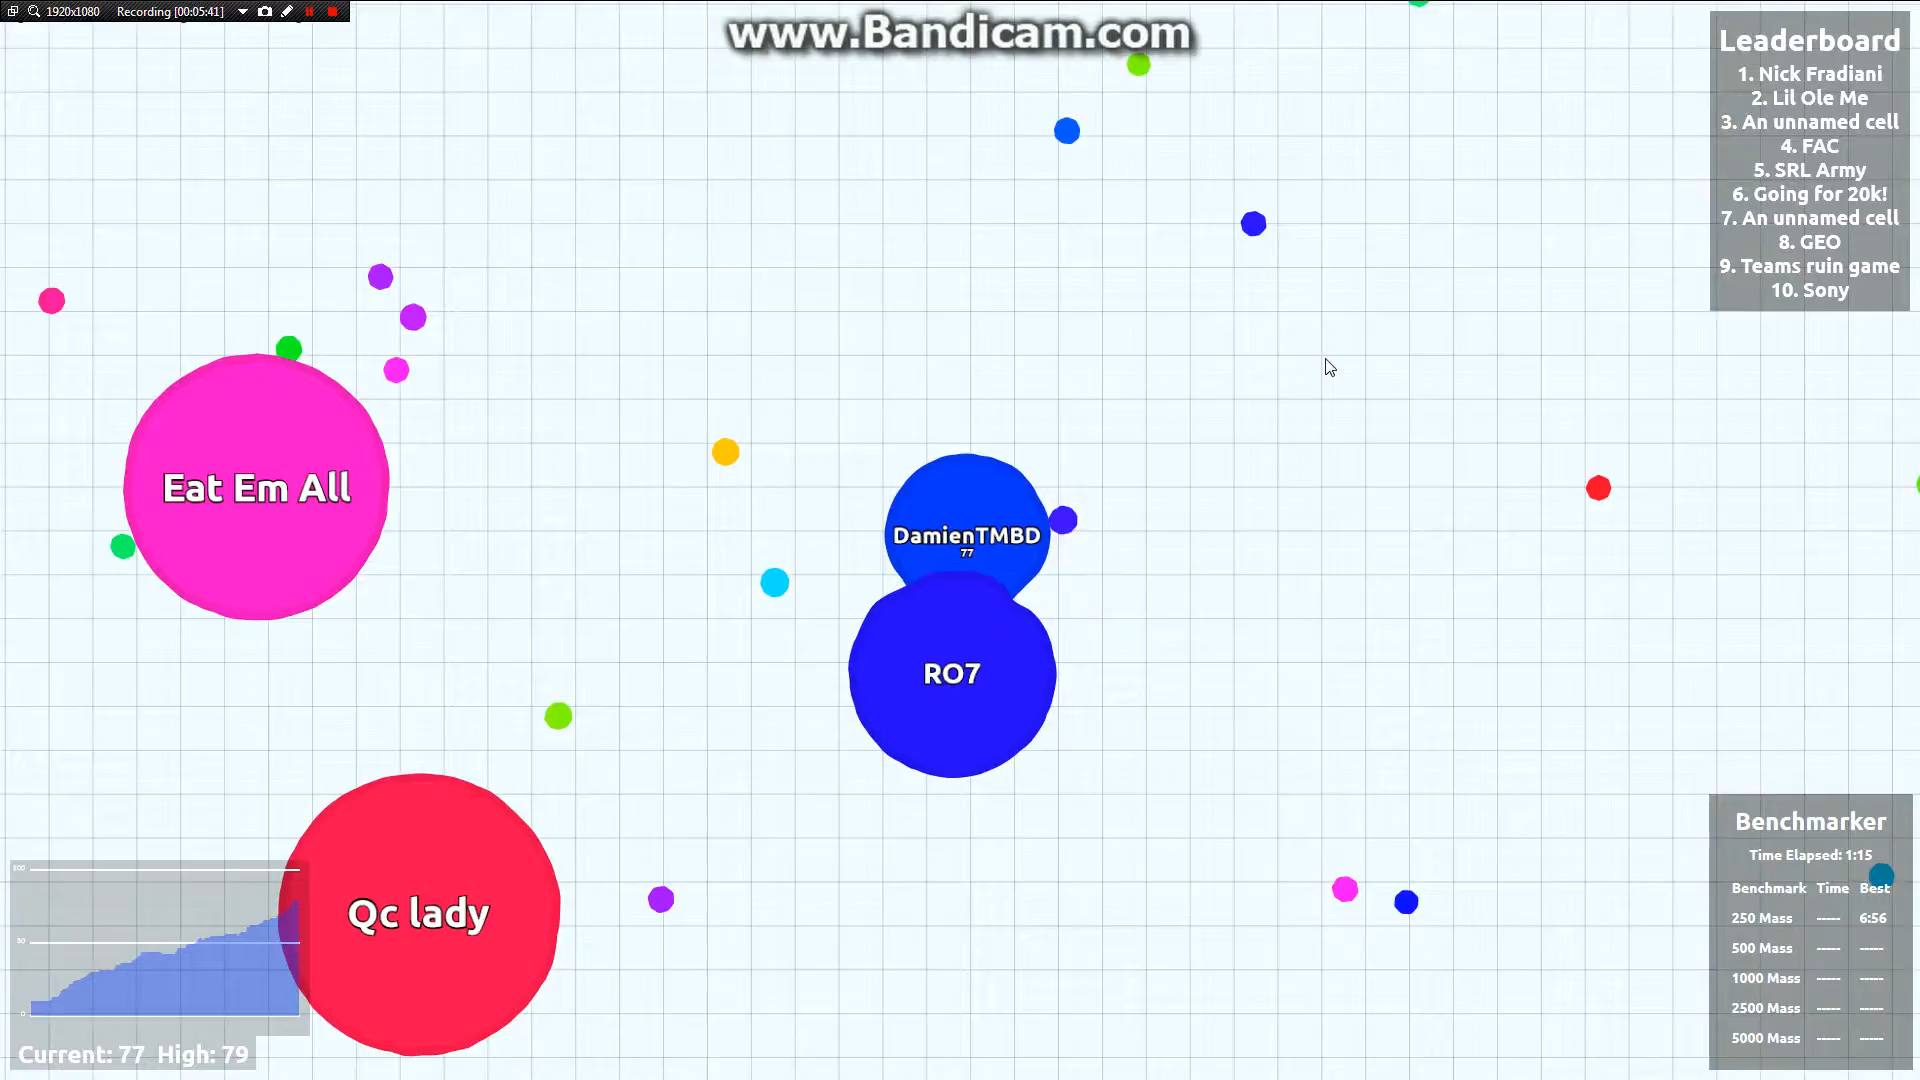 1920x1080 Recording [00:05:41]
www.Bandicam.com
Leaderboard
1. Nick Fradiani
2. Lil Ole Me
3. An unnamed cell
4. FAC
5. SRL Army
6. Going for 20k!
7. An unnamed cell
8. GEO
9. Teams ruin game
10. Sony
Eat Em All
DamienTMBD
77
RO7
Qc lady
100
50
0
Current: 77 High: 79
Benchmarker
Time Elapsed: 1:15
Benchmark Time Best
250 Mass ----- 6:56
500 Mass ----- -----
1000 Mass ----- -----
2500 Mass ----- -----
5000 Mass ----- -----